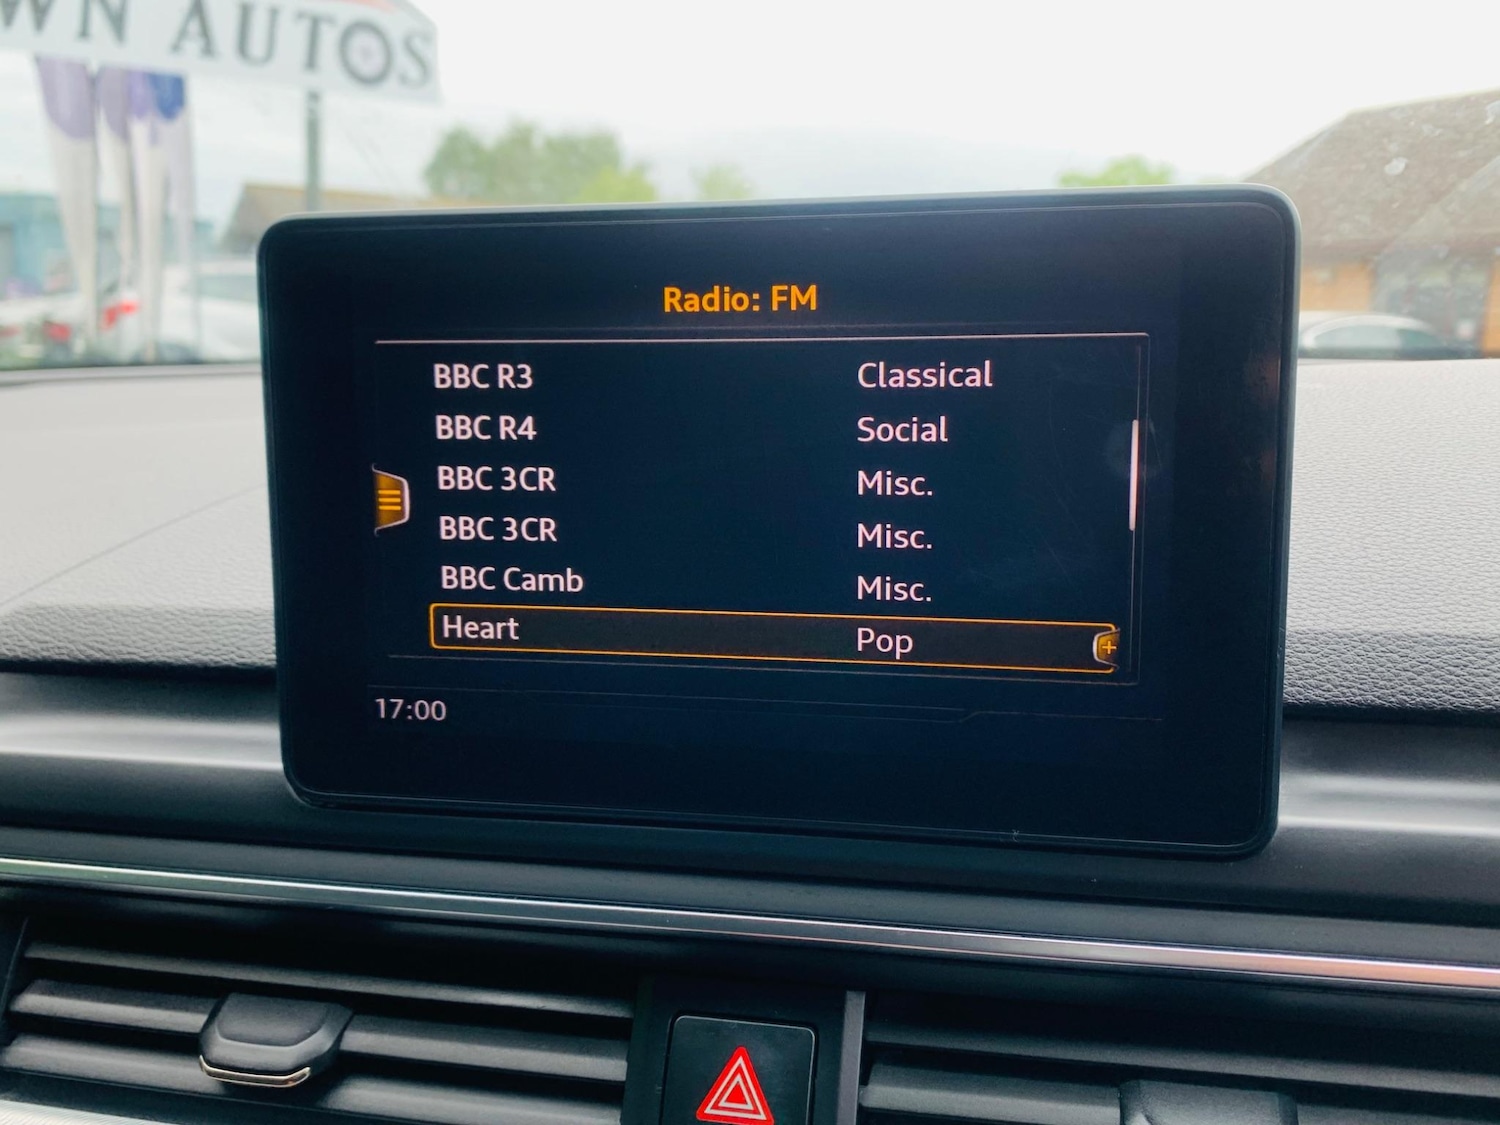 WN AUTOS
Radio: FM
BBC R3 Classical
BBC R4 Social
BBC 3CR Misc.
BBC 3CR Misc.
BBC Camb Misc.
Heart Pop
17:00